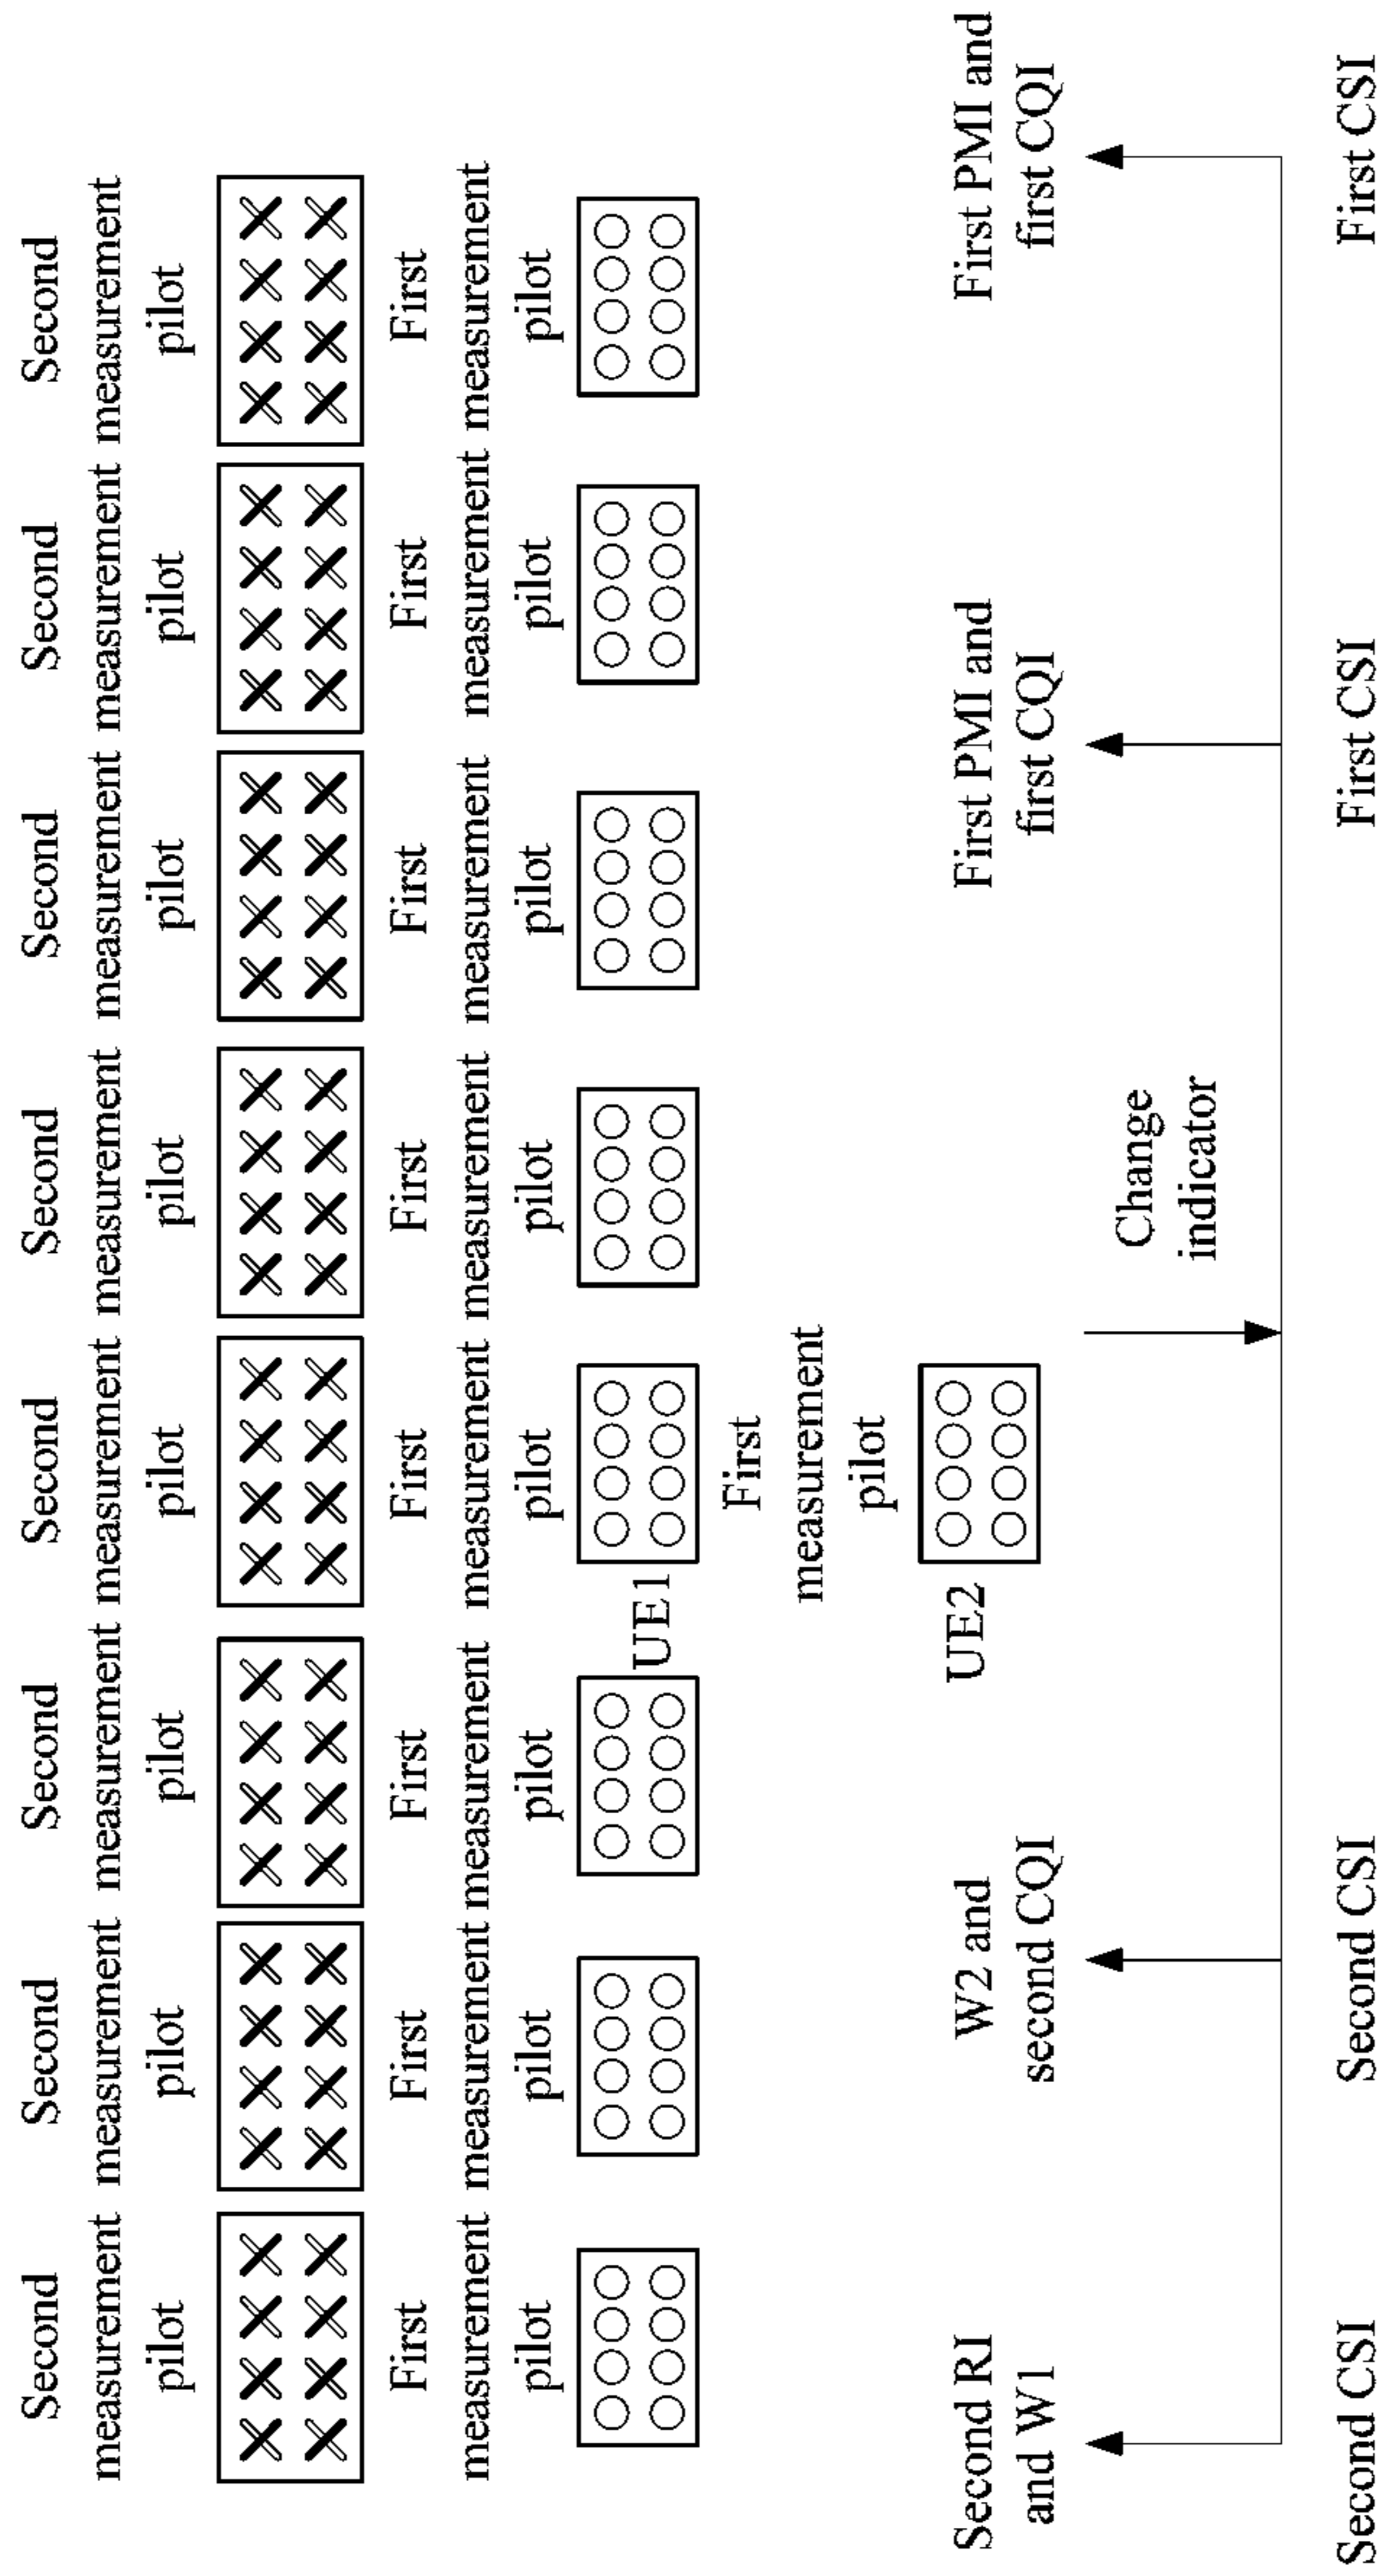 Second
measurement
pilot
Second
measurement
pilot
Second
measurement
pilot
Second
measurement
pilot
Second
measurement
pilot
Second
measurement
pilot
Second
measurement
pilot
Second
measurement
pilot
First
measurement
pilot
First
measurement
pilot
First
measurement
pilot
First
measurement
pilot
First
measurement
pilot
First
measurement
pilot
First
measurement
pilot
First
measurement
pilot
UE1
First
measurement
pilot
UE2
Second RI
and W1
W2 and
second CQI
First PMI and
first CQI
First PMI and
first CQI
Change
indicator
Second CSI
Second CSI
First CSI
First CSI